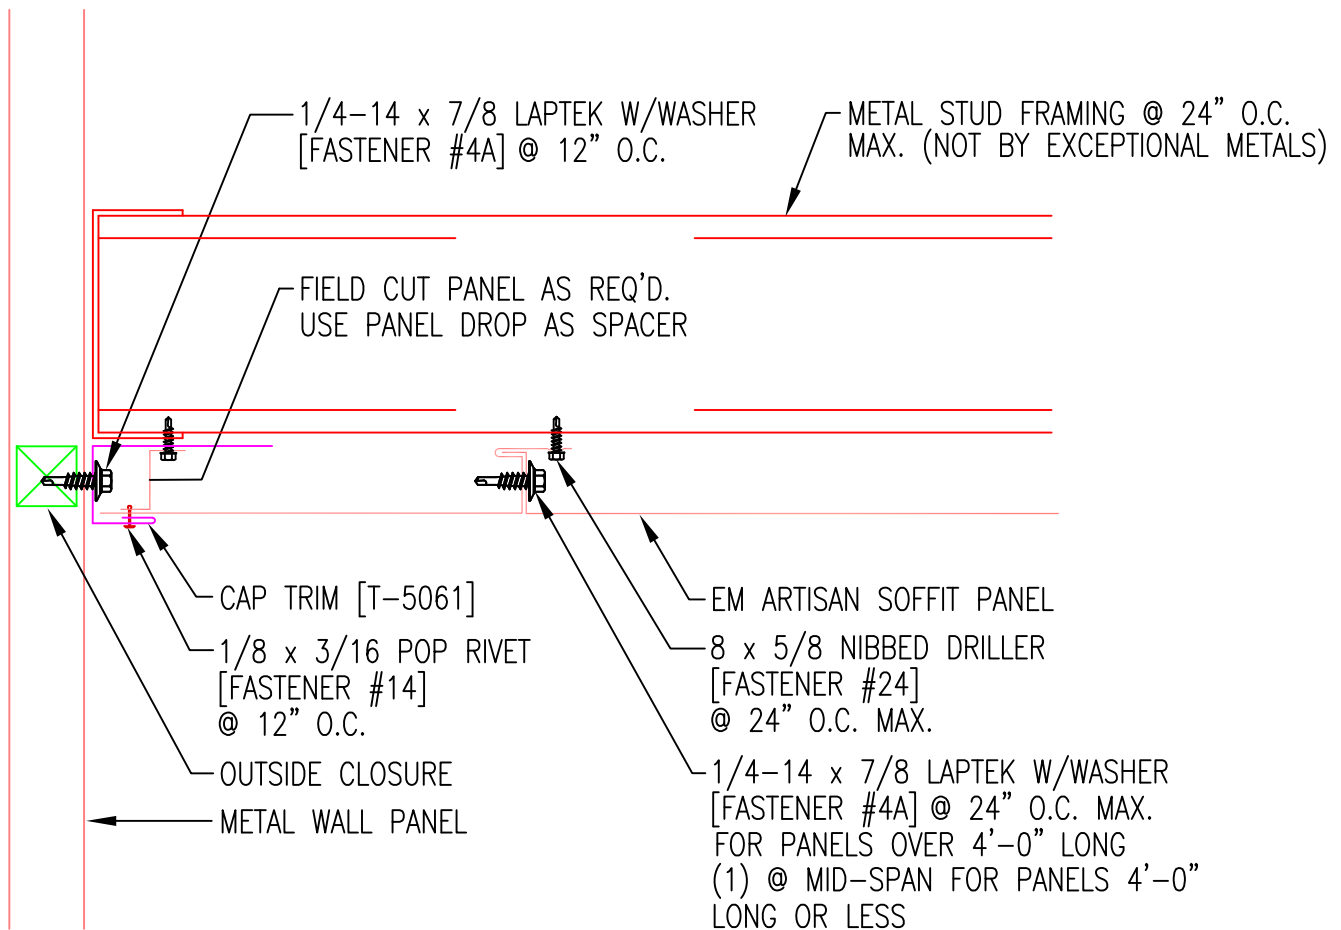 1/4-14 x 7/8 LAPTEK W/WASHER
[FASTENER #4A] @ 12" O.C.
METAL STUD FRAMING @ 24" O.C.
MAX. (NOT BY EXCEPTIONAL METALS)
FIELD CUT PANEL AS REQ'D.
USE PANEL DROP AS SPACER
CAP TRIM [T-5061]
1/8 x 3/16 POP RIVET
[FASTENER #14]
@ 12" O.C.
OUTSIDE CLOSURE
METAL WALL PANEL
EM ARTISAN SOFFIT PANEL
8 x 5/8 NIBBED DRILLER
[FASTENER #24]
@ 24" O.C. MAX.
1/4-14 x 7/8 LAPTEK W/WASHER
[FASTENER #4A] @ 24" O.C. MAX.
FOR PANELS OVER 4'-0" LONG
(1) @ MID-SPAN FOR PANELS 4'-0"
LONG OR LESS